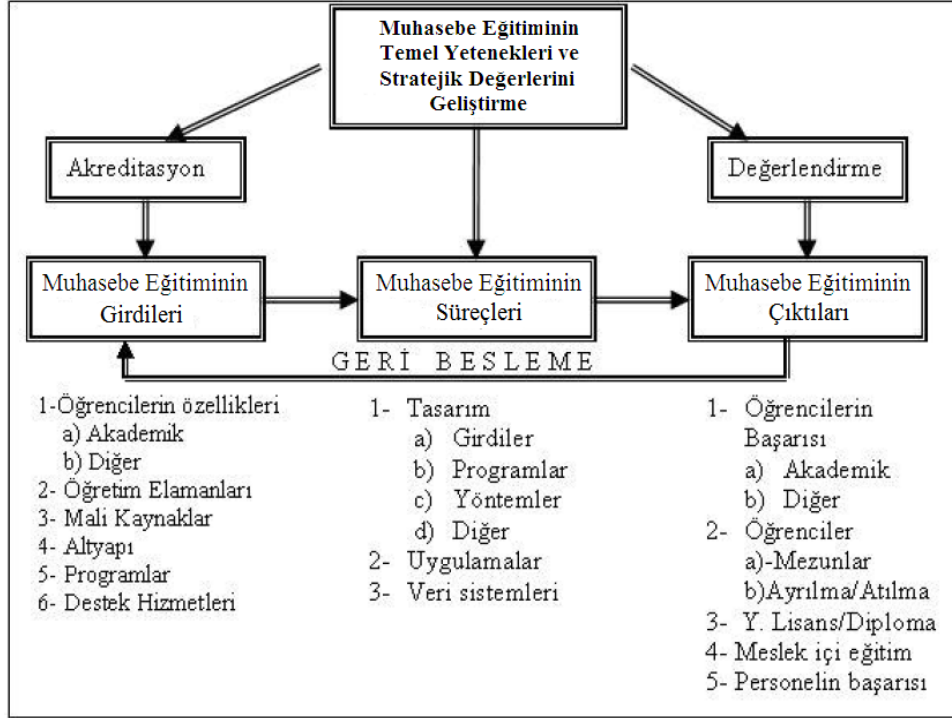 Muhasebe Eğitiminin
Temel Yetenekleri ve
Stratejik Değerlerini
Geliştirme
Akreditasyon
Değerlendirme
Muhasebe Eğitiminin
Girdileri
Muhasebe Eğitiminin
Süreçleri
Muhasebe Eğitiminin
Çıktıları
GERİ BESLEME
1-Öğrencilerin özellikleri
a) Akademik
b) Diğer
2- Öğretim Elamanları
3- Mali Kaynaklar
4- Altyapı
5- Programlar
6- Destek Hizmetleri
1- Tasarım
a) Girdiler
b) Programlar
c) Yöntemler
d) Diğer
2- Uygulamalar
3- Veri sistemleri
1- Öğrencilerin
Başarısı
a) Akademik
b) Diğer
2- Öğrenciler
a)-Mezunlar
b)Ayrılma/Atılma
3- Y. Lisans/Diploma
4- Meslek içi eğitim
5- Personelin başarısı